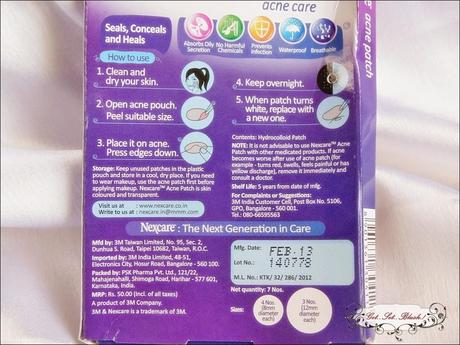 acne care
Seals, Conceals
and Heals
Absorbs Oily
Secretion
No Harmful
Chemicals
Prevents
Infection
Waterproof
Breathable
How to use
1. Clean and
dry your skin.
2. Open acne pouch.
Peel suitable size.
3. Place it on acne.
Press edges down.
4. Keep overnight.
5. When patch turns
white, replace with
a new one.
Storage: Keep unused patches in the plastic
pouch and store in a cool, dry place. If you
need to wear makeup, use the acne patch first before
applying makeup. Nexcare™ Acne Patch is skin
coloured and transparent.
Visit us at : www.nexcare.co.in
Write to us at : nexcare.in@mmm.com
Contents: Hydrocolloid Patch
NOTE: It is not advisable to use Nexcare™ Acne
Patch with other medicated products. If acne
becomes worse after use of acne patch (for
example - turns red, swells, feels painful or has
yellow discharge), remove it immediately and
consult a doctor.
Shelf Life: 5 years from date of mfg.
For suggestions/complaints contact:
3M India Customer Cell, Post Box No. 5106,
GPO, Bangalore - 560 001.
Tel.: 080-66595563
Nexcare : The Next Generation in Care
Mfd by: 3M Taiwan Limited, No. 95, Sec. 2,
Dunhua S. Road, Taipei 10682, Taiwan, R.O.C.
Imported by: 3M India Limited, 48-51,
Electronics City, Hosur Road, Bangalore - 560 100.
Packed by: PSK Pharma Pvt. Ltd., 121/22,
Mahajenahalli, Shimoga Road, Harihar - 577 601,
Karnataka, India.
MRP: Rs. 50.00 (Incl. of all taxes)
A product of 3M Company.
3M & Nexcare is a trademark of 3M.
Mfg. Date: FEB.13
Lot No.: 140778
M.L. No.: KTK/ 32/ 286/ 2012
Net quantity: 7 Nos.
Sizes:
4 Nos.
(8mm
diameter
each)
3 Nos.
(12mm
diameter
each)
acne patch
Get. Set. Blush!